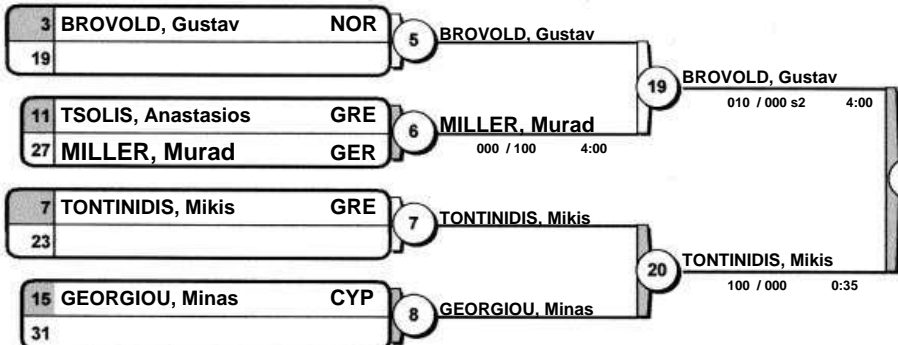 3 BROVOLD, Gustav NOR
19
5 BROVOLD, Gustav
11 TSOLIS, Anastasios GRE
27 MILLER, Murad GER
6 MILLER, Murad
000 / 100 4:00
19 BROVOLD, Gustav
010 / 000 s2 4:00
7 TONTINIDIS, Mikis GRE
23
7 TONTINIDIS, Mikis
15 GEORGIOU, Minas CYP
31
8 GEORGIOU, Minas
20 TONTINIDIS, Mikis
100 / 000 0:35